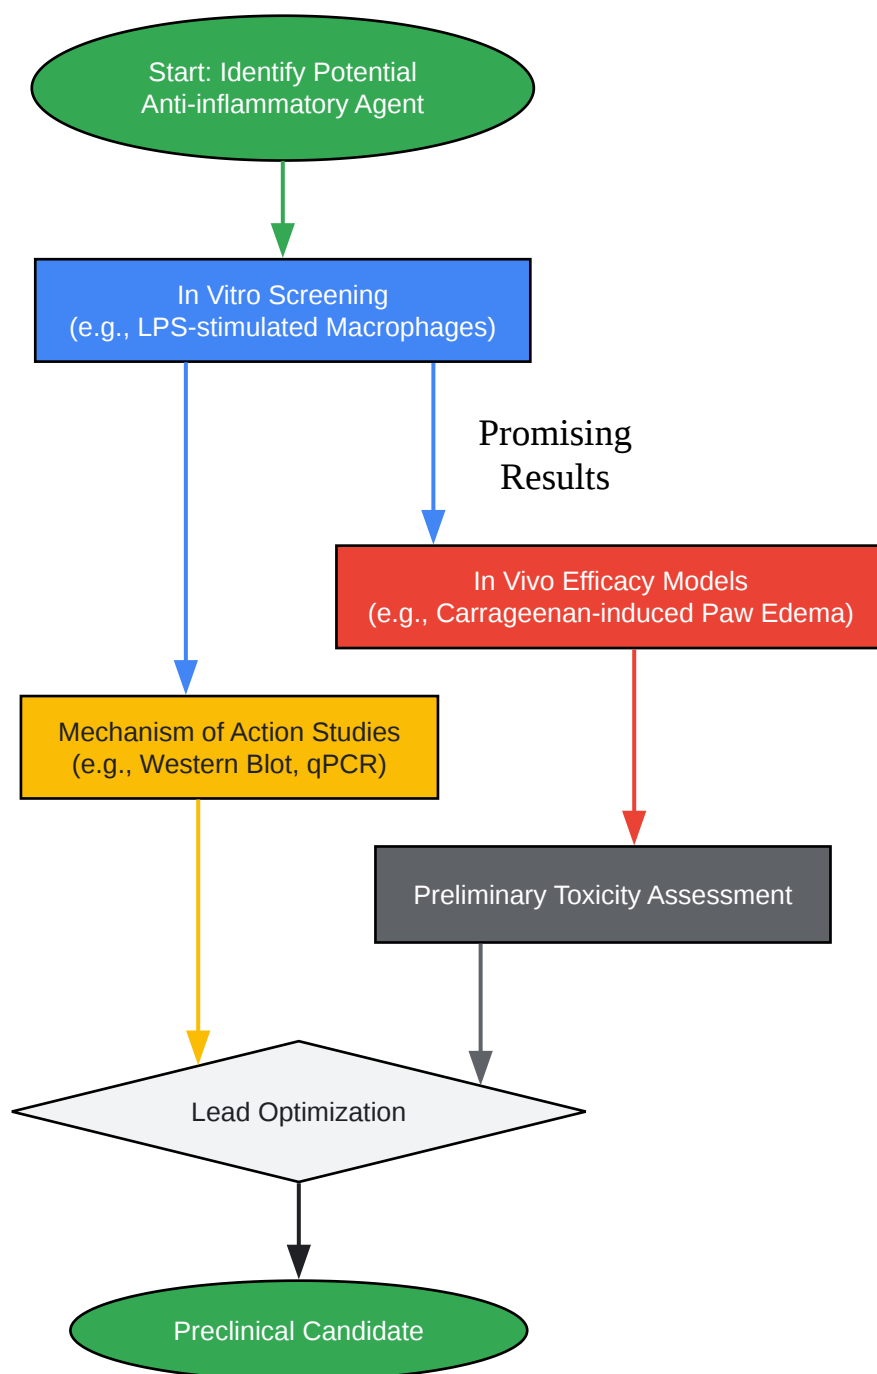 Start: Identify Potential
Anti-inflammatory Agent
In Vitro Screening
(e.g., LPS-stimulated Macrophages)
Promising
Results
In Vivo Efficacy Models
(e.g., Carrageenan-induced Paw Edema)
Mechanism of Action Studies
(e.g., Western Blot, qPCR)
Preliminary Toxicity Assessment
Lead Optimization
Preclinical Candidate